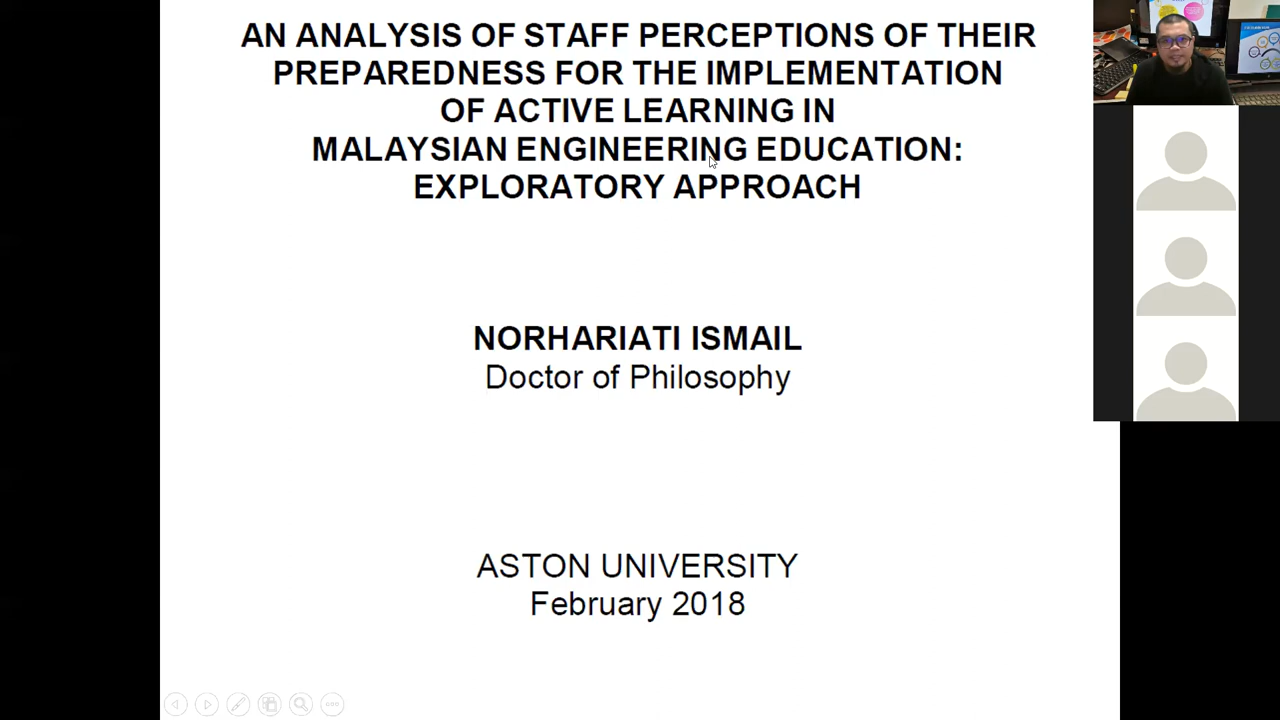 AN ANALYSIS OF STAFF PERCEPTIONS OF THEIR
PREPAREDNESS FOR THE IMPLEMENTATION
OF ACTIVE LEARNING IN
MALAYSIAN ENGINEERING EDUCATION:
EXPLORATORY APPROACH
NORHARIATI ISMAIL
Doctor of Philosophy
ASTON UNIVERSITY
February 2018